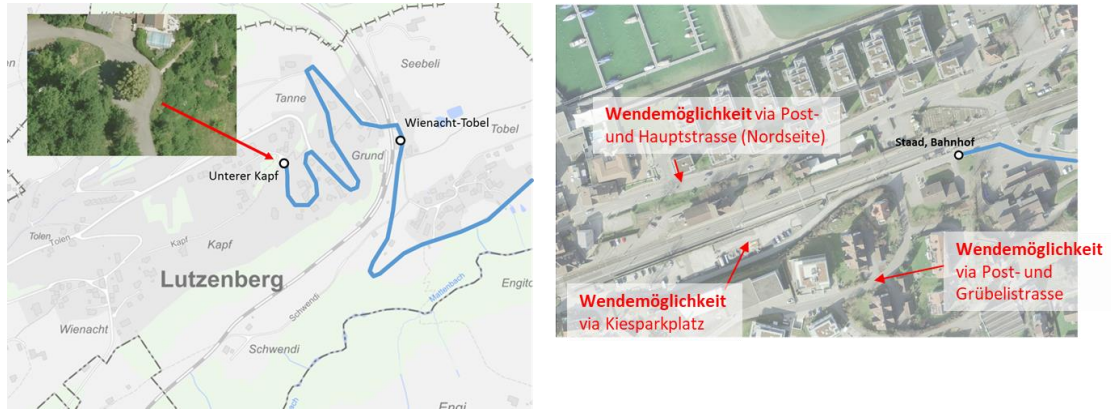 Seebeli
Tanne
Wienacht-Tobel
Tobel
Grund
Unterer Kapf
Tolen
Tolen
Kapf
Kapf
Lutzenberg
Mattenbach
Engito
Schwendi
Wienacht
Schwendi
Engi
Wendemöglichkeit via Post-
und Hauptstrasse (Nordseite)
Staad, Bahnhof
Wendemöglichkeit
via Post- und
Grübelistrasse
Wendemöglichkeit
via Kiesparkplatz